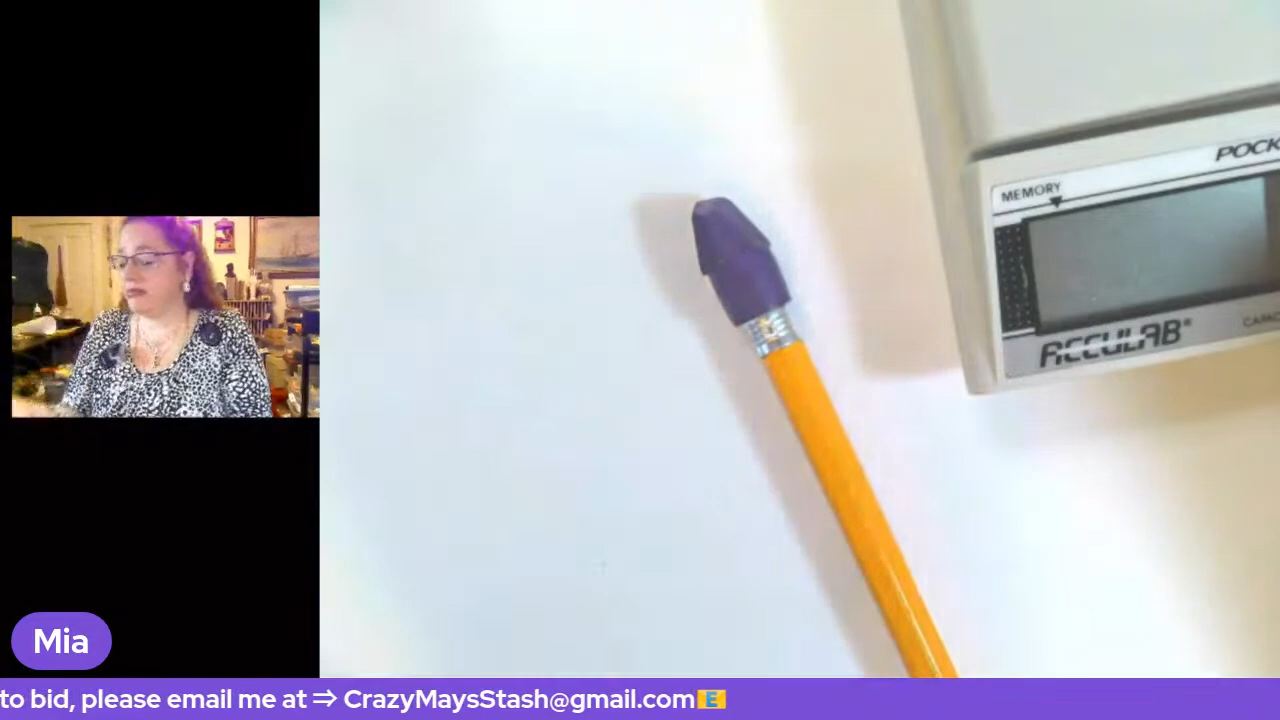 POCK
MEMORY
ACCULAB®
Mia
to bid, please email me at ⇒ CrazyMaysStash@gmail.com📧